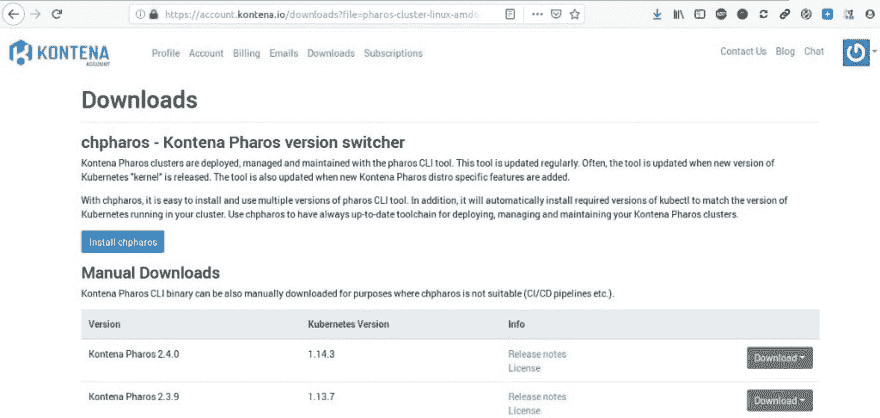 https://account.kontena.io/downloads?file=pharos-cluster-linux-amd6
KONTENA
ACCOUNT
Profile Account Billing Emails Downloads Subscriptions
Contact Us Blog Chat
Downloads
chpharos - Kontena Pharos version switcher
Kontena Pharos clusters are deployed, managed and maintained with the pharos CLI tool. This tool is updated regularly. Often, the tool is updated when new version of
Kubernetes "kernel" is released. The tool is also updated when new Kontena Pharos distro specific features are added.
With chpharos, it is easy to install and use multiple versions of pharos CLI tool. In addition, it will automatically install required versions of kubectl to match the version of
Kubernetes running in your cluster. Use chpharos to have always up-to-date toolchain for deploying, managing and maintaining your Kontena Pharos clusters.
Install chpharos
Manual Downloads
Kontena Pharos CLI binary can be also manually downloaded for purposes where chpharos is not suitable (CI/CD pipelines etc.).
Version Kubernetes Version Info
Kontena Pharos 2.4.0 1.14.3 Release notes Download
License
Kontena Pharos 2.3.9 1.13.7 Release notes Download
License